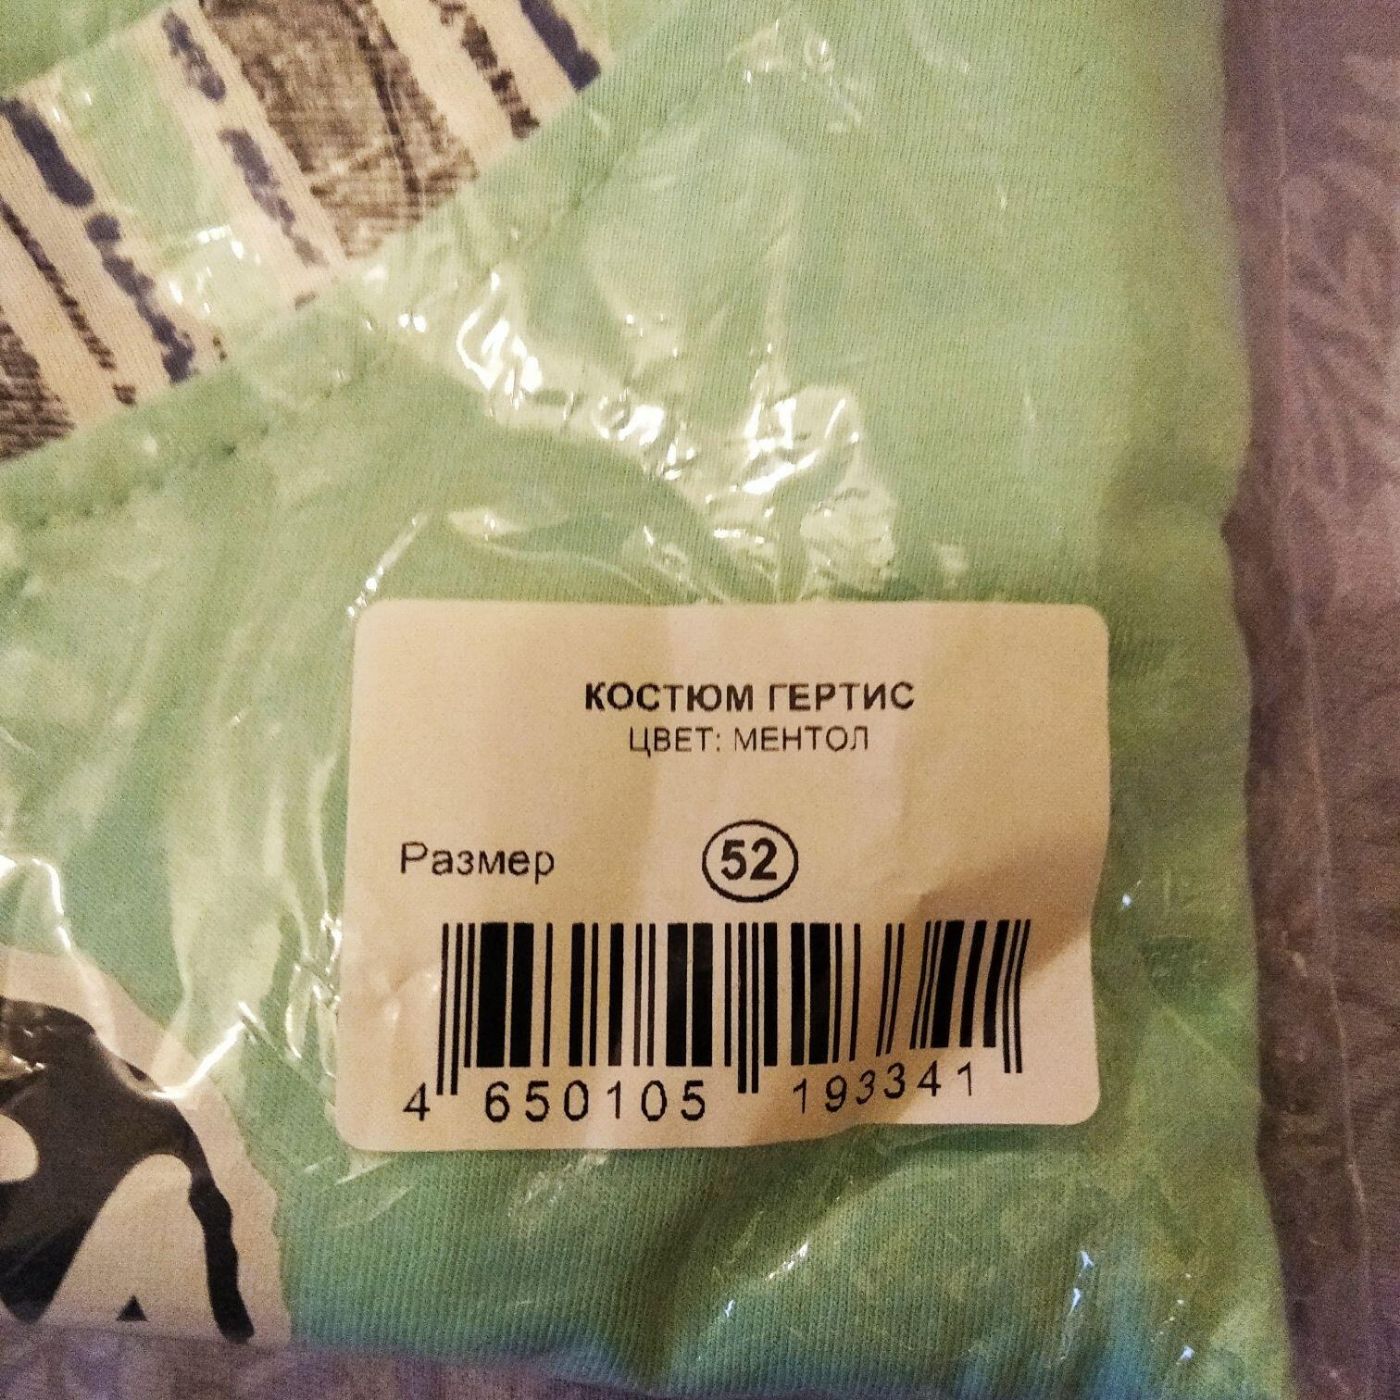 КОСТЮМ ГЕРТИС
ЦВЕТ: МЕНТОЛ
Размер 52
4 650105 193341